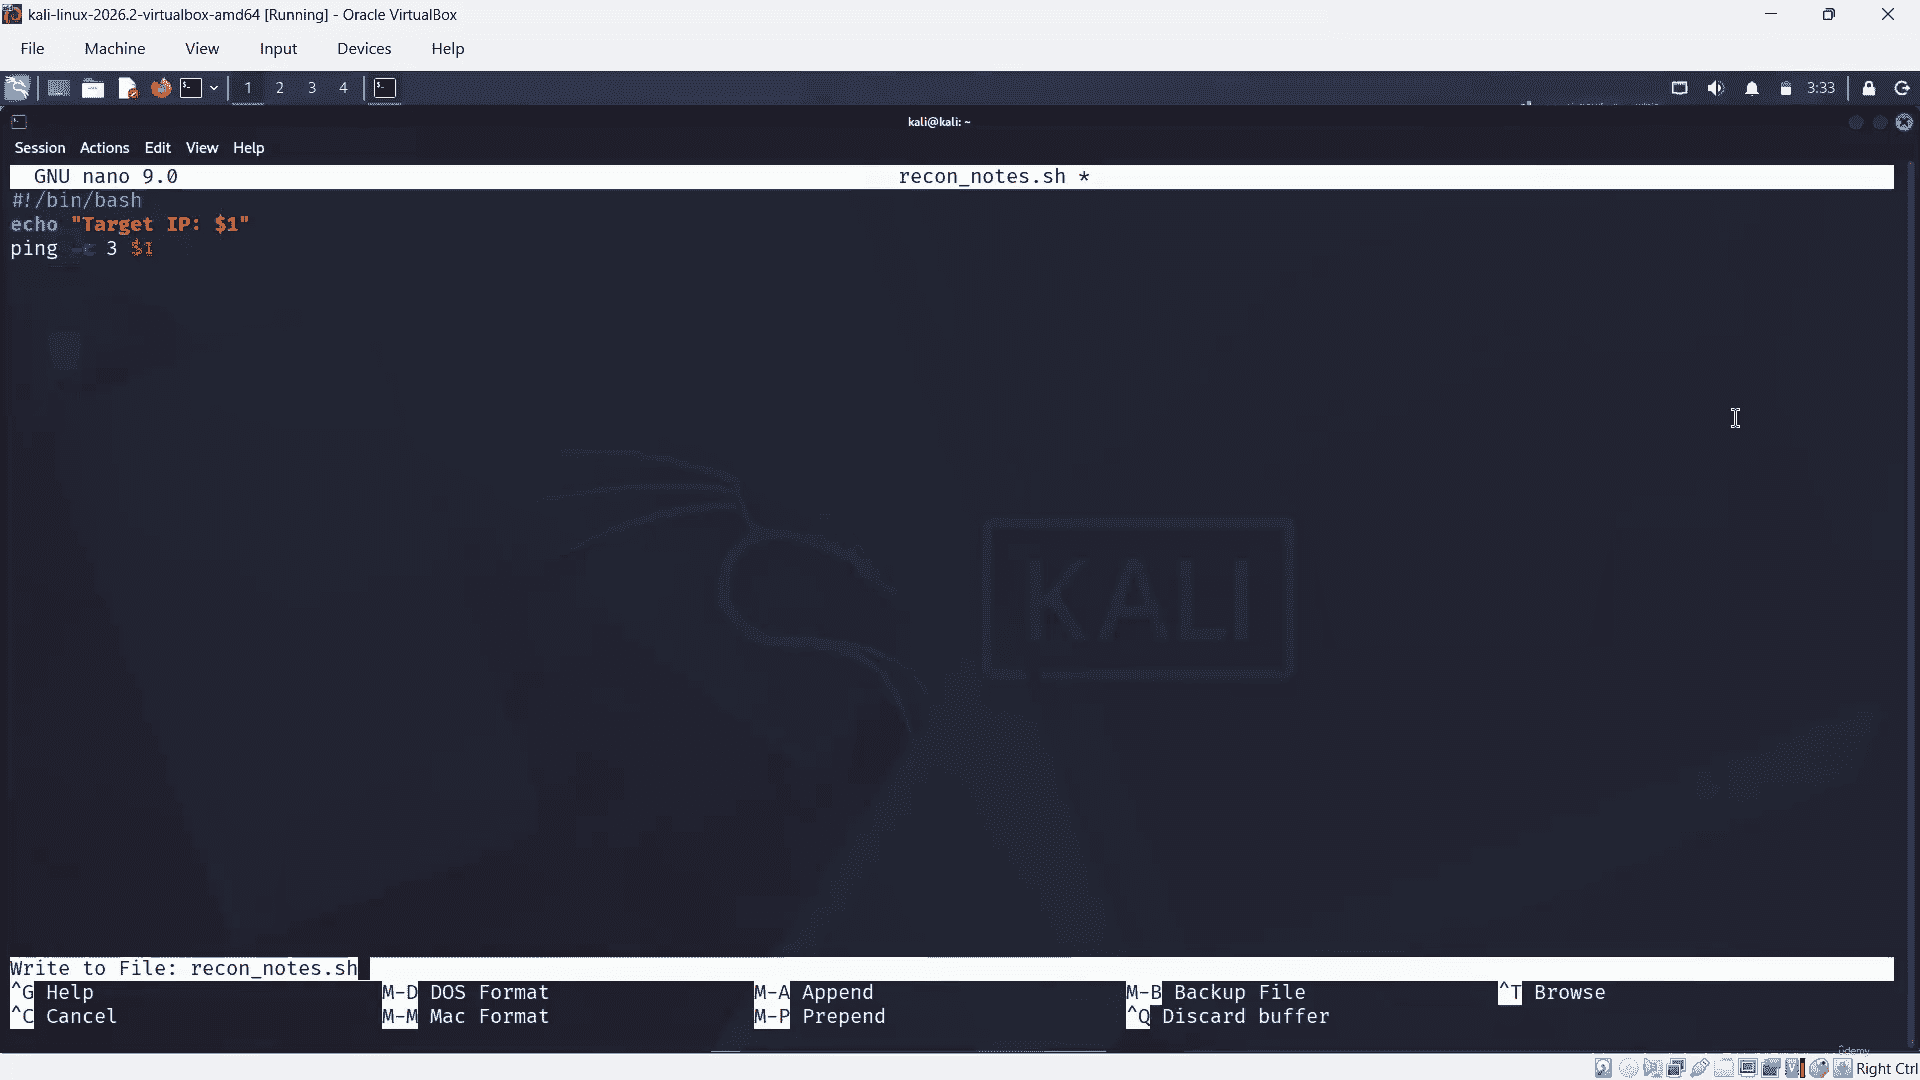 kali-linux-2026.2-virtualbox-amd64 [Running] - Oracle VirtualBox
File Machine View Input Devices Help
1 2 3 4 3:33
kali@kali: ~
Session Actions Edit View Help
GNU nano 9.0 recon_notes.sh *
#!/bin/bash
echo "Target IP: $1"
ping -c 3 $1
KALI
Write to File: recon_notes.sh
^G Help M-D DOS Format M-A Append M-B Backup File ^T Browse
^C Cancel M-M Mac Format M-P Prepend ^Q Discard buffer
ûdemy
Right Ctrl